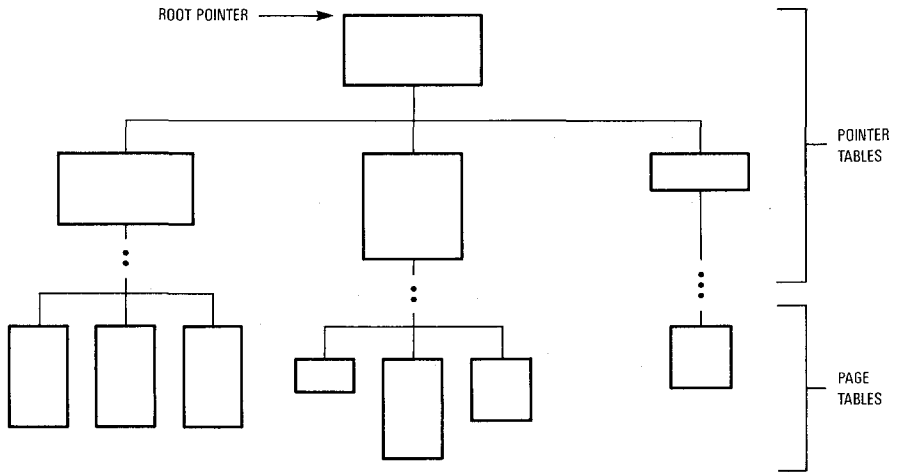 ROOT POINTER
POINTER
TABLES
PAGE
TABLES